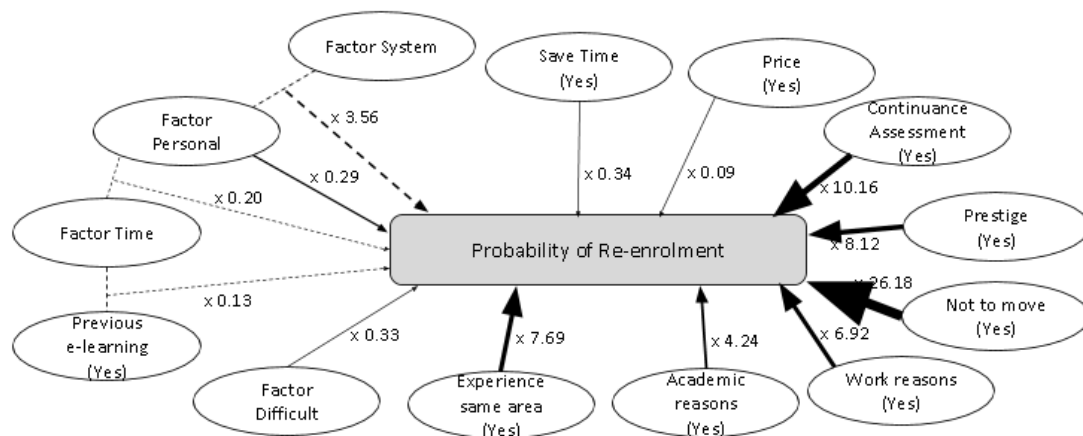 Factor System
Save Time
(Yes)
Price
(Yes)
Continuance
Assessment
(Yes)
Factor
Personal
x 3.56
x 0.29
x 0.20
x 0.34
x 0.09
x 10.16
Factor Time
Prestige
(Yes)
x 8.12
Probability of Re-enrolment
x 26.18
Not to move
(Yes)
x 0.13
Previous
e-learning
(Yes)
x 0.33
x 7.69
x 4.24
x 6.92
Factor
Difficult
Experience
same area
(Yes)
Academic
reasons
(Yes)
Work reasons
(Yes)